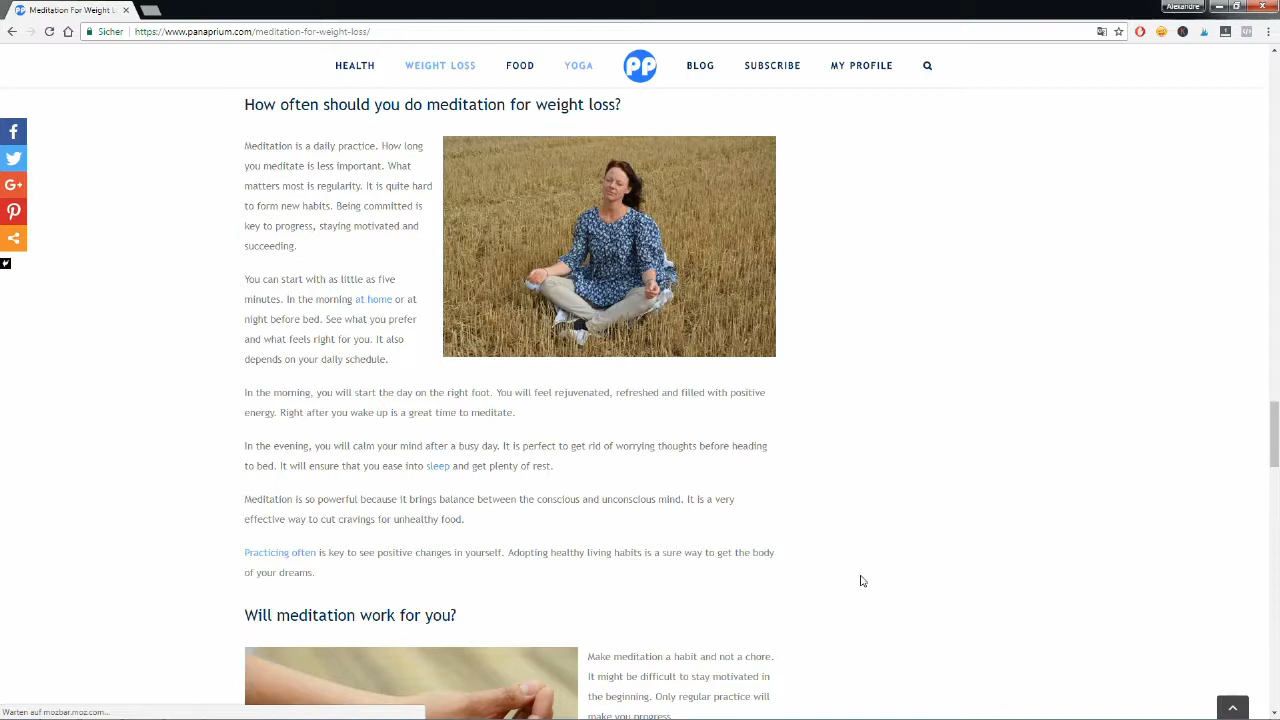 Meditation For Weight L
Alexandre
Sicher
https://www.panaprium.com/meditation-for-weight-loss/
HEALTH
WEIGHT LOSS
FOOD
YOGA
PP
BLOG
SUBSCRIBE
MY PROFILE
How often should you do meditation for weight loss?
Meditation is a daily practice. How long
you meditate is less important. What
matters most is regularity. It is quite hard
to form new habits. Being committed is
key to progress, staying motivated and
succeeding.
You can start with as little as five
minutes. In the morning at home or at
night before bed. See what you prefer
and what feels right for you. It also
depends on your daily schedule.
In the morning, you will start the day on the right foot. You will feel rejuvenated, refreshed and filled with positive
energy. Right after you wake up is a great time to meditate.
In the evening, you will calm your mind after a busy day. It is perfect to get rid of worrying thoughts before heading
to bed. It will ensure that you ease into sleep and get plenty of rest.
Meditation is so powerful because it brings balance between the conscious and unconscious mind. It is a very
effective way to cut cravings for unhealthy food.
Practicing often is key to see positive changes in yourself. Adopting healthy living habits is a sure way to get the body
of your dreams.
Will meditation work for you?
Make meditation a habit and not a chore.
It might be difficult to stay motivated in
the beginning. Only regular practice will
make you progress
Warten auf mozbar.moz.com...